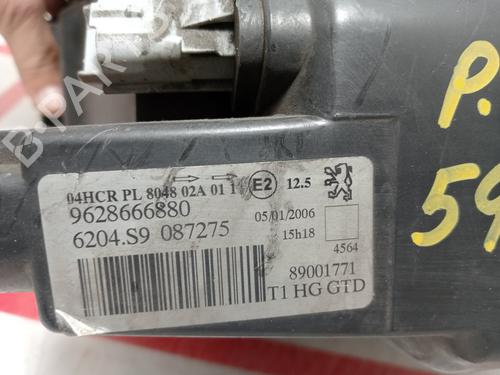 B PARTS
P.
59
04HCR PL 8048 02A 01 1 E2 12.5
9628666880 05/01/2006
6204.S9 087275 15h18
4564
89001771
T1 HG GTD